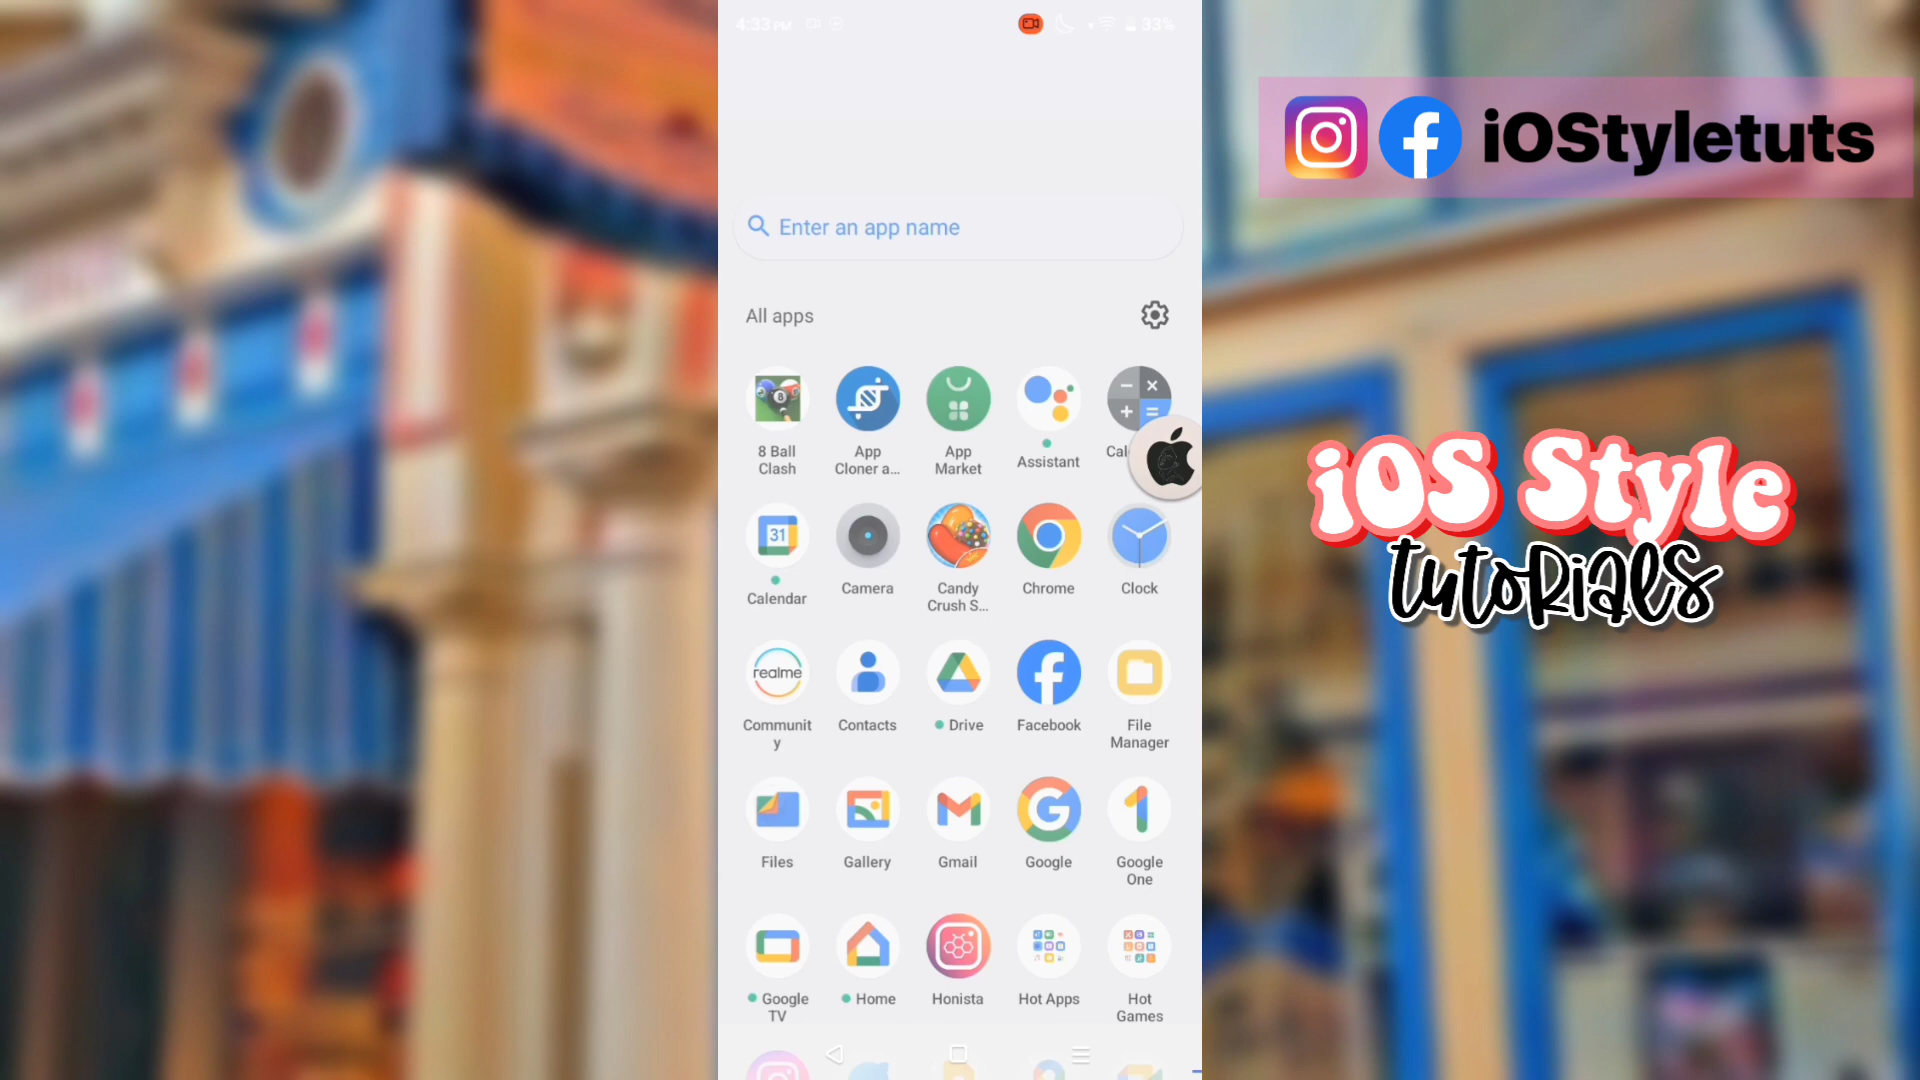 4:33 PM
33%
iOStyletuts
Enter an app name
All apps
8 Ball
Clash
App
Cloner a...
App
Market
Assistant
Cal
31
Calendar
Camera
Candy
Crush S...
Chrome
Clock
iOS Style
tutorials
realme
Communit
y
Contacts
Drive
Facebook
File
Manager
Files
Gallery
Gmail
Google
Google
One
Google
TV
Home
Honista
Hot Apps
Hot
Games